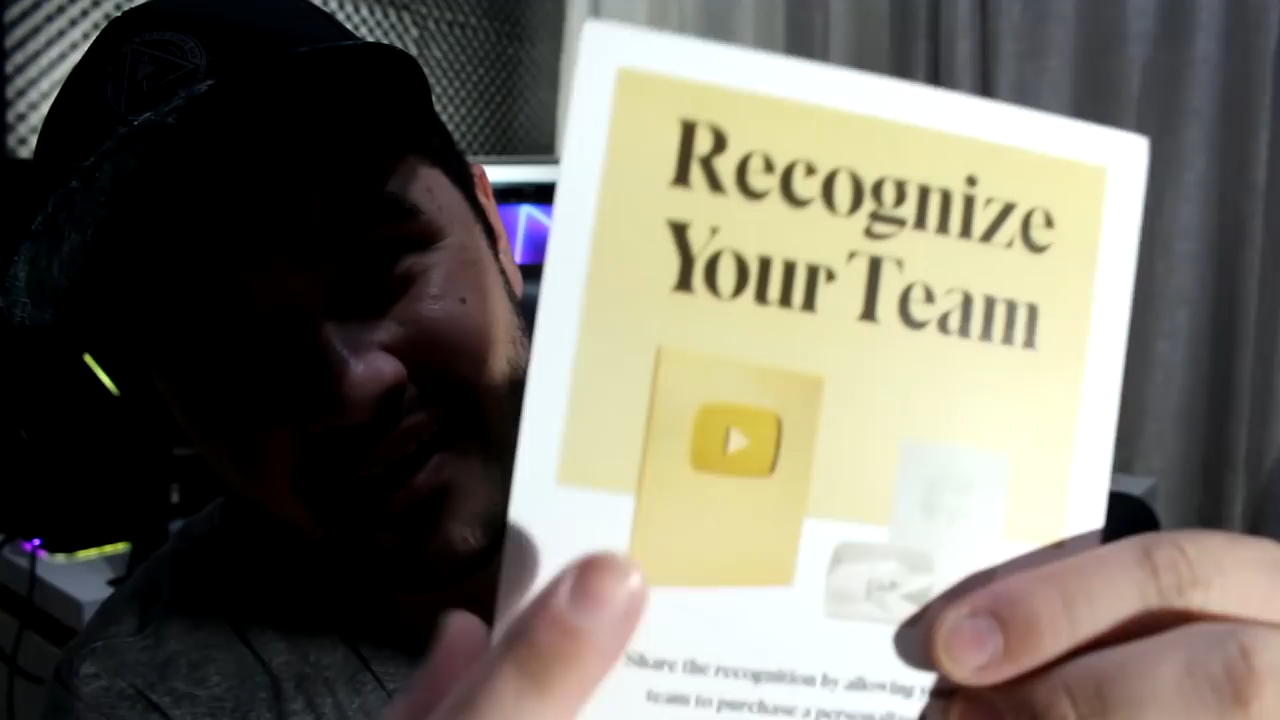 Recognize
Your Team
Share the recognition by allowing
team to purchase a